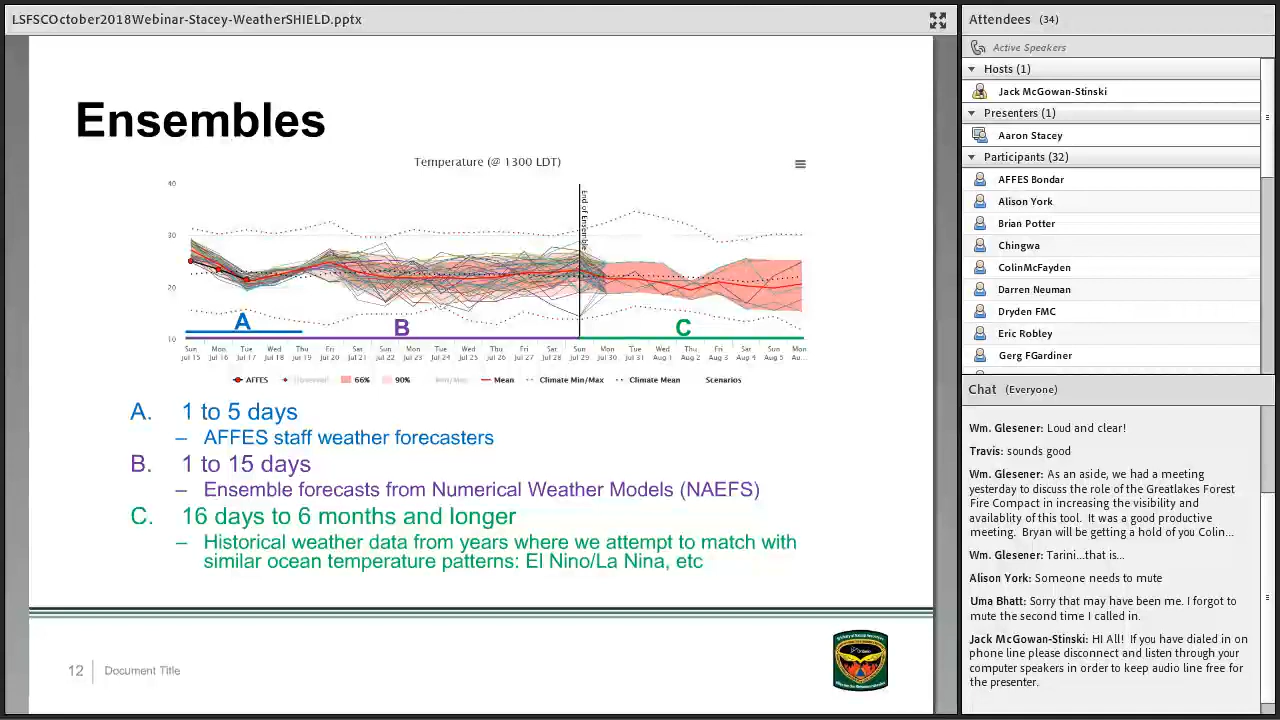 LSFSCOctober2018Webinar-Stacey-WeatherSHIELD.pptx
Ensembles
Temperature (@ 1300 LDT)
40
30
20
10
End of Ensemble
A
B
C
Sun Mon Tue Wed Thu Fri Sat Sun Mon Tue Wed Thu Fri Sat Sun Mon Tue Wed Thu Fri Sat Sun Mon
Jul 15 Jul 16 Jul 17 Jul 18 Jul 19 Jul 20 Jul 21 Jul 22 Jul 23 Jul 24 Jul 25 Jul 26 Jul 27 Jul 28 Jul 29 Jul 30 Jul 31 Aug 1 Aug 2 Aug 3 Aug 4 Aug 5 Au...
AFFES Observed 66% 90% Min/Max Mean Climate Min/Max Climate Mean Scenarios
A. 1 to 5 days
– AFFES staff weather forecasters
B. 1 to 15 days
– Ensemble forecasts from Numerical Weather Models (NAEFS)
C. 16 days to 6 months and longer
– Historical weather data from years where we attempt to match with
similar ocean temperature patterns: El Nino/La Nina, etc
12 Document Title
Ontario
Attendees (34)
Active Speakers
Hosts (1)
Jack McGowan-Stinski
Presenters (1)
Aaron Stacey
Participants (32)
AFFES Bondar
Alison York
Brian Potter
Chingwa
ColinMcFayden
Darren Neuman
Dryden FMC
Eric Robley
Gerg FGardiner
Chat (Everyone)
Wm. Glesener: Loud and clear!
Travis: sounds good
Wm. Glesener: As an aside, we had a meeting
yesterday to discuss the role of the Greatlakes Forest
Fire Compact in increasing the visibility and
availablity of this tool. It was a good productive
meeting. Bryan will be getting a hold of you Colin...
Wm. Glesener: Tarini...that is...
Alison York: Someone needs to mute
Uma Bhatt: Sorry that may have been me. I forgot to
mute the second time I called in.
Jack McGowan-Stinski: HI All! If you have dialed in on
phone line please disconnect and listen through your
computer speakers in order to keep audio line free for
the presenter.